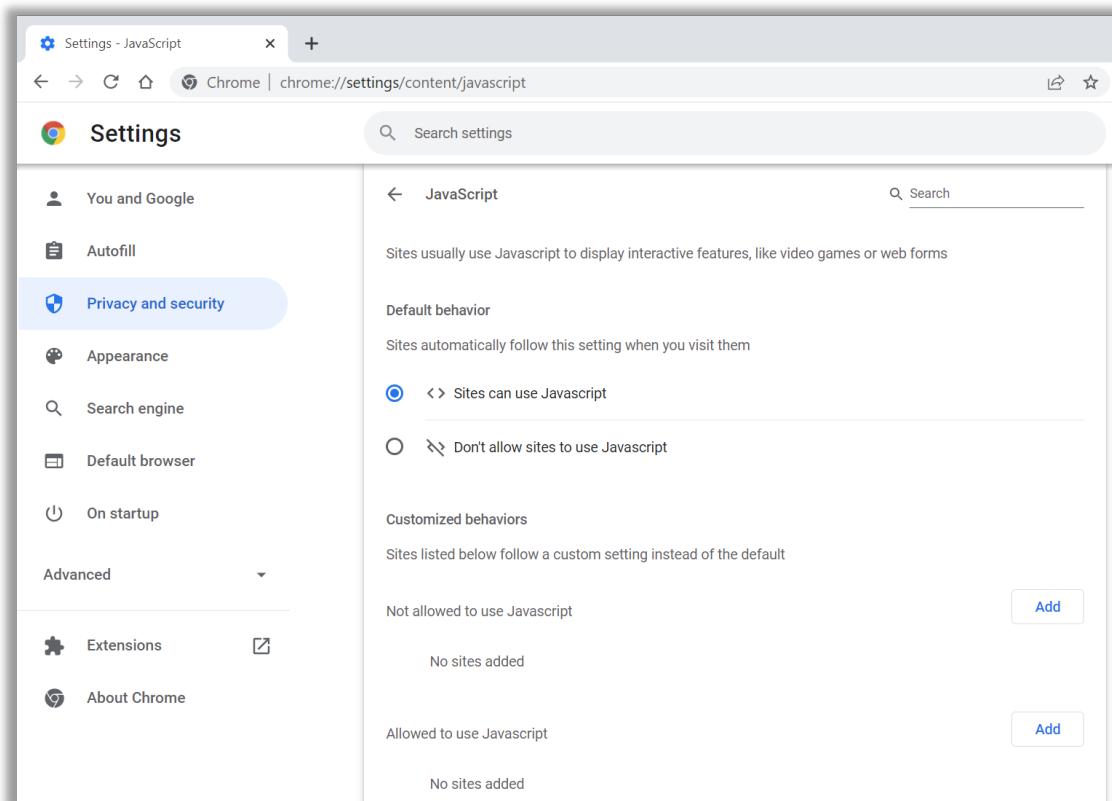 Settings - JavaScript
Chrome | chrome://settings/content/javascript
Settings
Search settings
You and Google
Autofill
Privacy and security
Appearance
Search engine
Default browser
On startup
Advanced
Extensions
About Chrome
JavaScript
Search
Sites usually use Javascript to display interactive features, like video games or web forms
Default behavior
Sites automatically follow this setting when you visit them
Sites can use Javascript
Don't allow sites to use Javascript
Customized behaviors
Sites listed below follow a custom setting instead of the default
Not allowed to use Javascript
Add
No sites added
Allowed to use Javascript
Add
No sites added